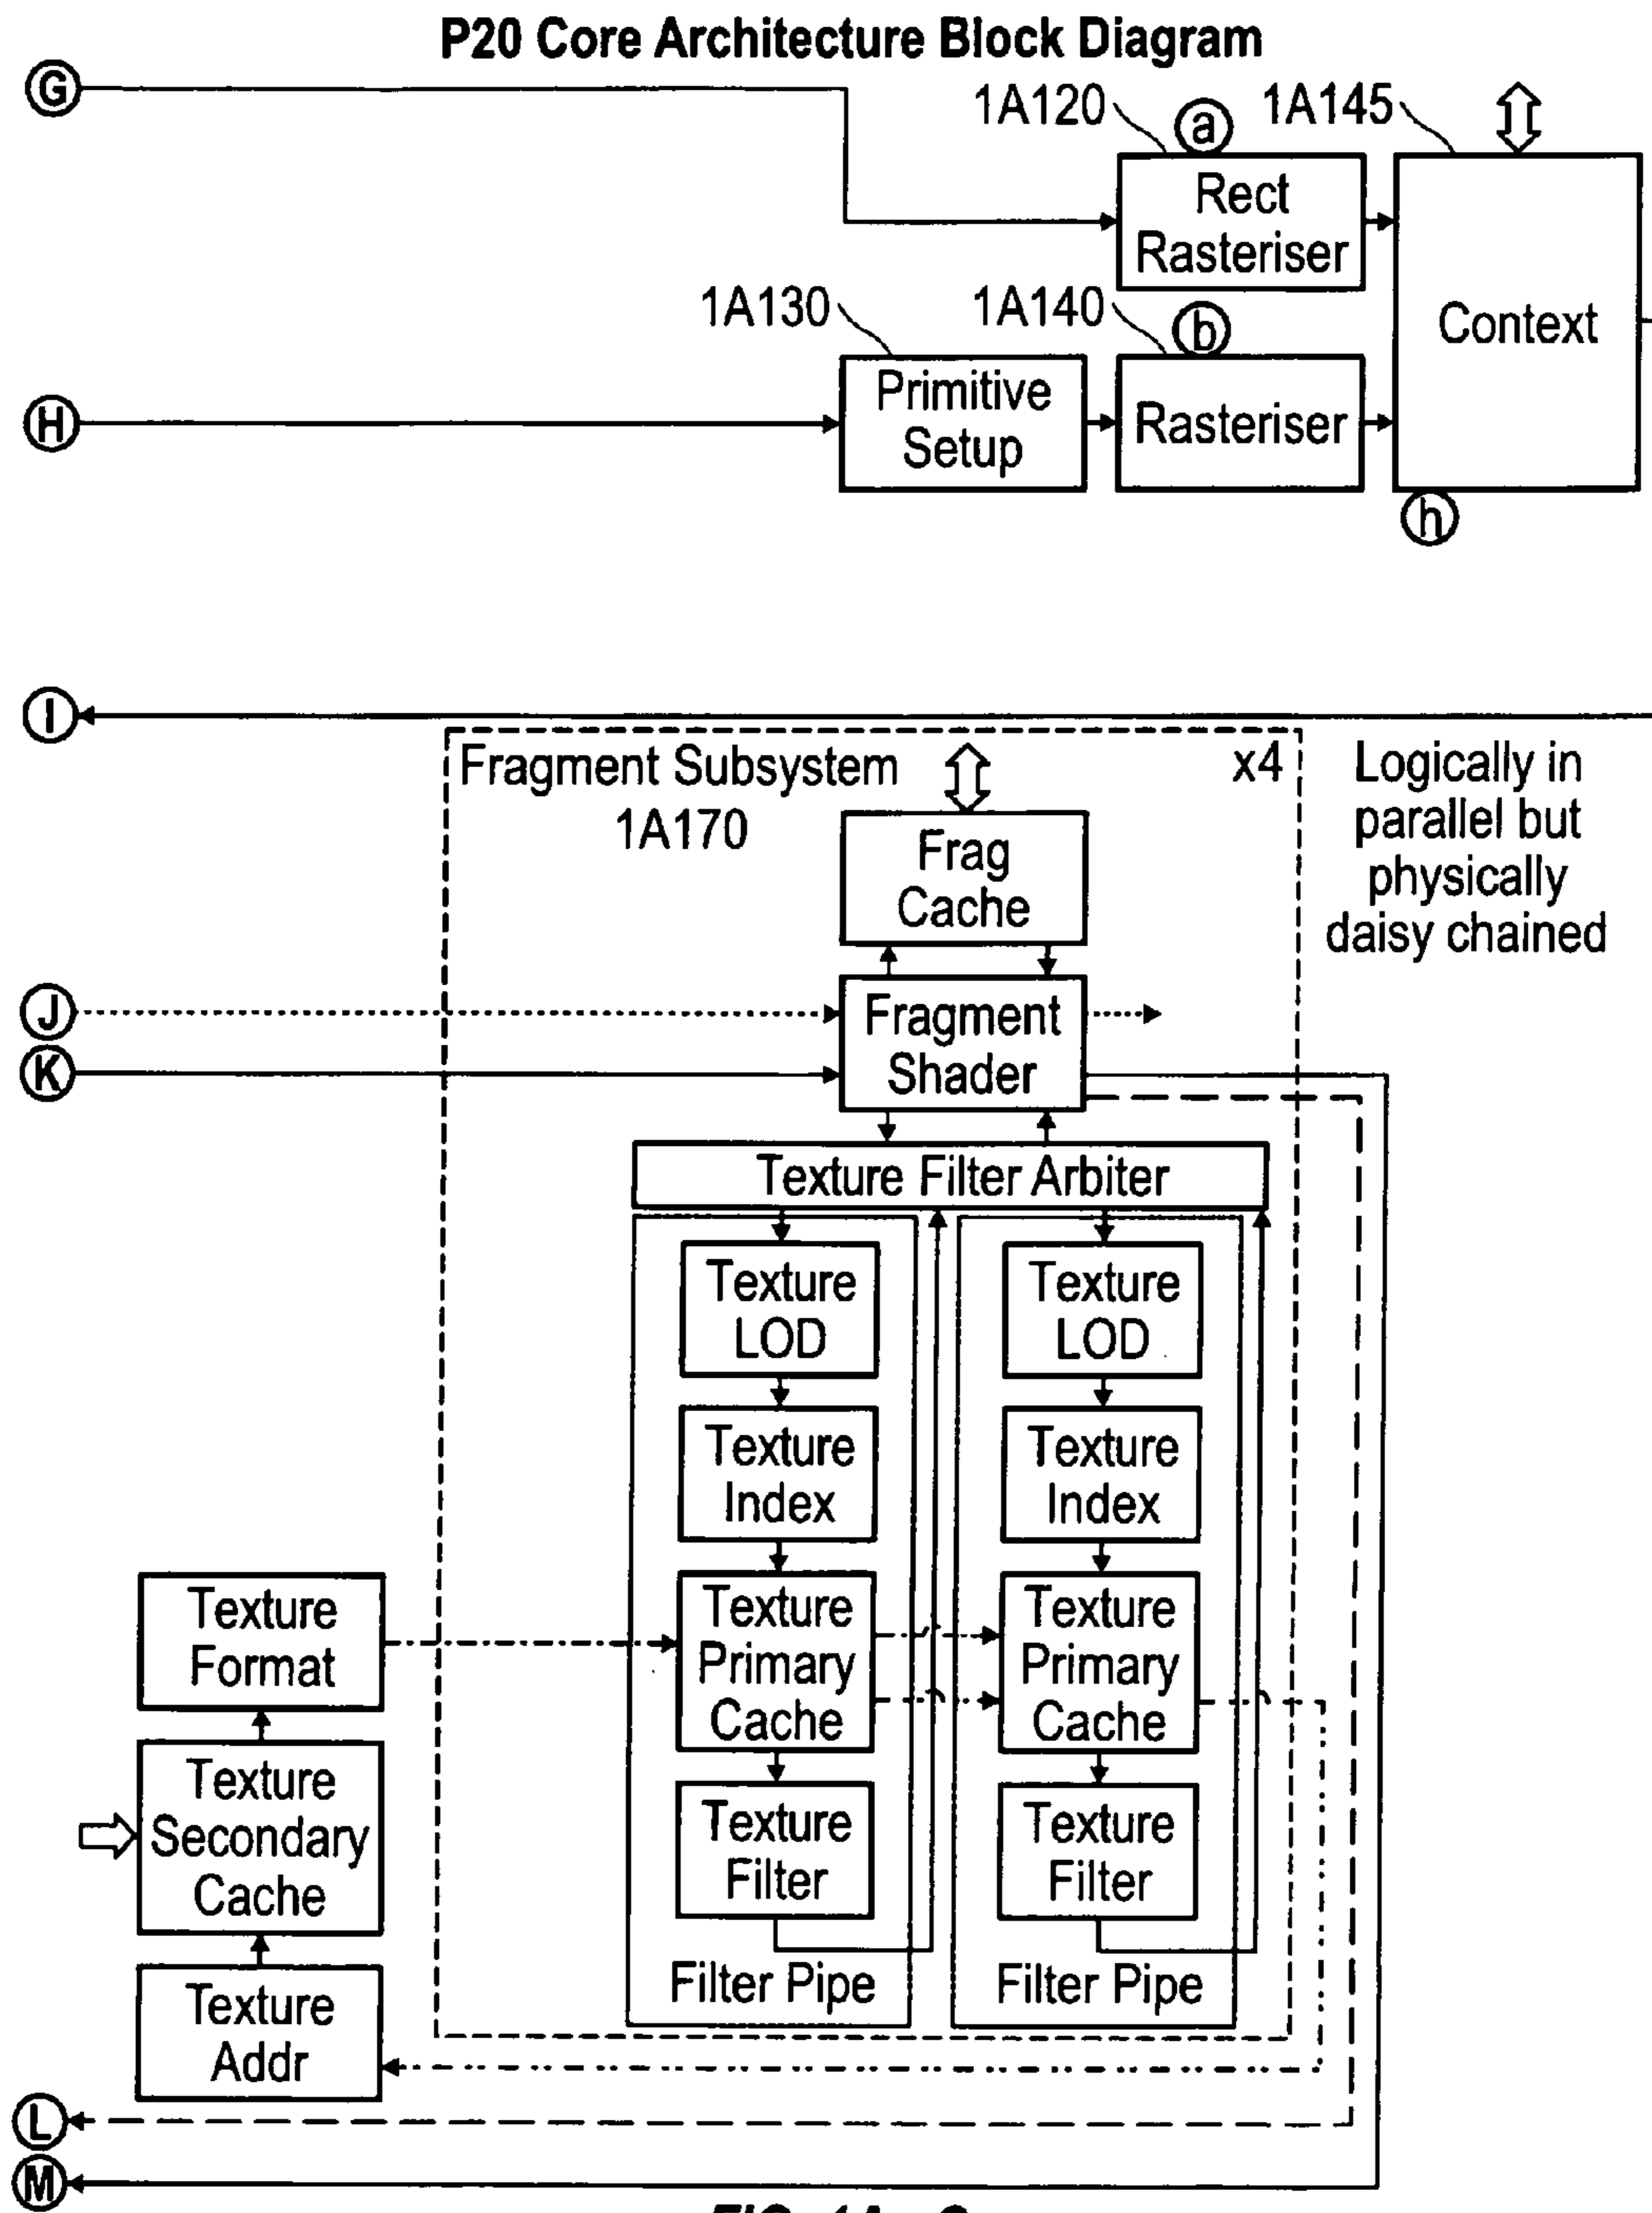 P20 Core Architecture Block Diagram
G
1A120
a
1A145
Rect
Rasteriser
1A130
1A140
b
Context
H
Primitive
Setup
Rasteriser
h
I
Fragment Subsystem
1A170
x4
Logically in
parallel but
physically
daisy chained
Frag
Cache
J
K
Fragment
Shader
Texture Filter Arbiter
Texture
LOD
Texture
LOD
Texture
Index
Texture
Index
Texture
Format
Texture
Primary
Cache
Texture
Primary
Cache
Texture
Secondary
Cache
Texture
Filter
Texture
Filter
Filter Pipe
Filter Pipe
Texture
Addr
L
M